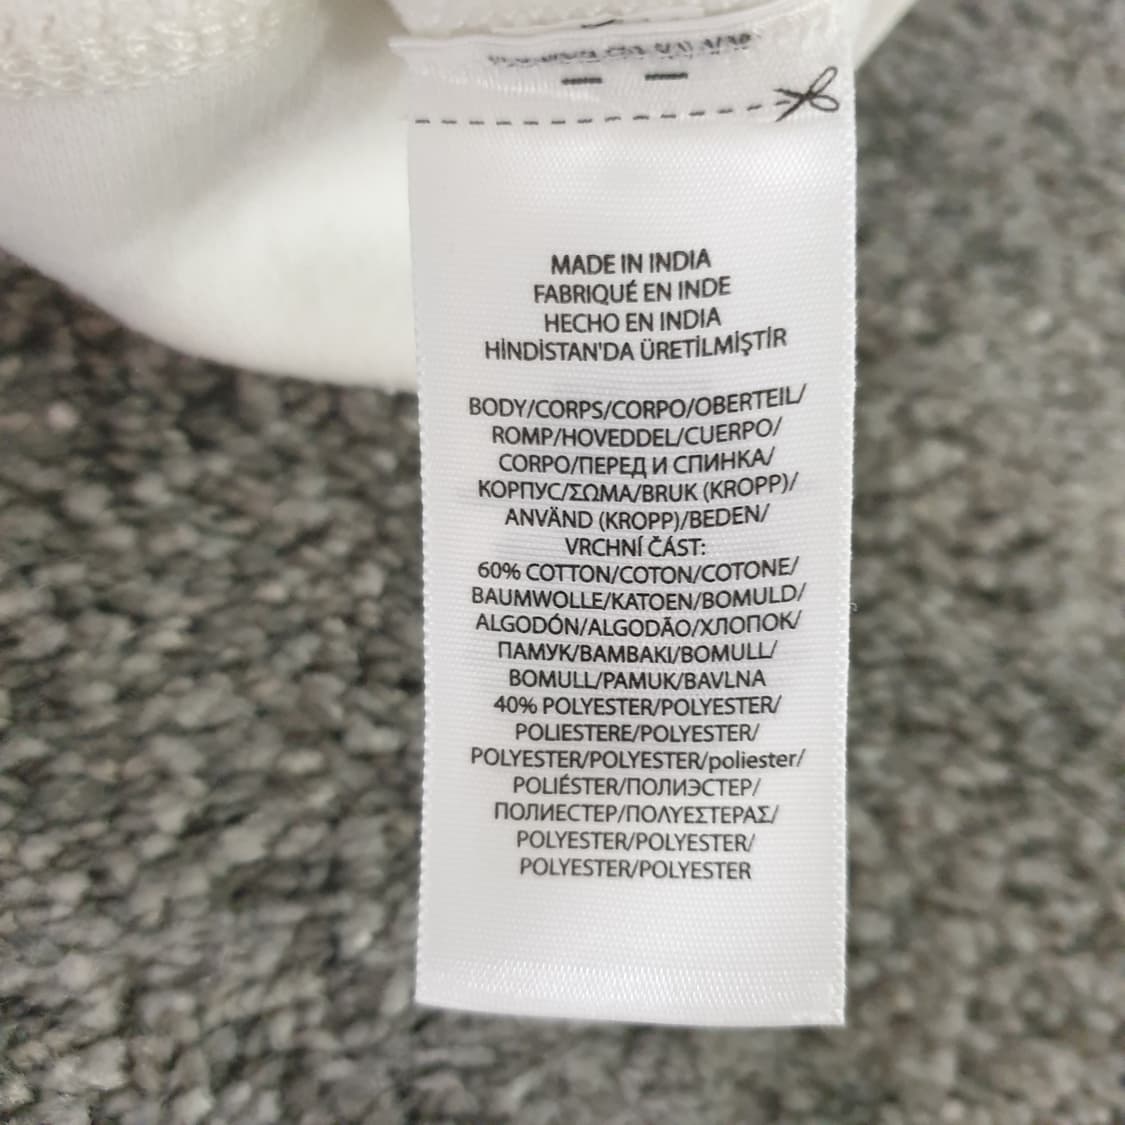 MADE IN INDIA
FABRIQUÉ EN INDE
HECHO EN INDIA
HİNDİSTAN'DA ÜRETİLMİŞTİR
BODY/CORPS/CORPO/OBERTEIL/
ROMP/HOVEDDEL/CUERPO/
CORPO/ПЕРЕД И СПИНКА/
КОРПУС/ΣΩΜΑ/BRUK (KROPP)/
ANVÄND (KROPP)/BEDEN/
VRCHNÍ ČÁST:
60% COTTON/COTON/COTONE/
BAUMWOLLE/KATOEN/BOMULD/
ALGODÓN/ALGODÃO/ХЛОПОК/
ПАМУК/BAMBAKI/BOMULL/
BOMULL/PAMUK/BAVLNA
40% POLYESTER/POLYESTER/
POLIESTERE/POLYESTER/
POLYESTER/POLYESTER/poliester/
POLIÉSTER/ПОЛИЭСТЕР/
ПОЛИЕСТЕР/ΠΟΛΥΕΣΤΕΡΑΣ/
POLYESTER/POLYESTER/
POLYESTER/POLYESTER